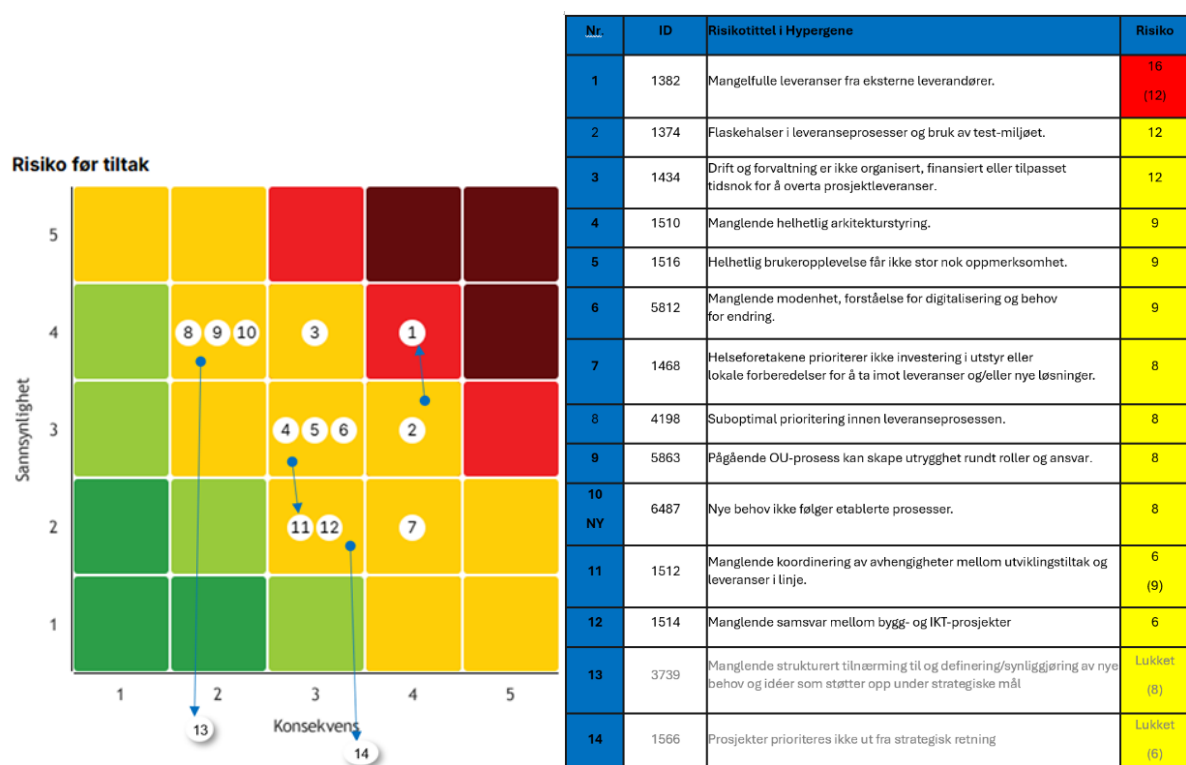 Risiko før tiltak
Sannsynlighet
5
4
8 9 10 3 1
3
4 5 6 2
2
11 12 7
1
1 2 3 4 5
Konsekvens
13
14
Nr. ID Risikotittel i Hypergene Risiko
1 1382 Mangelfulle leveranser fra eksterne leverandører. 16
(12)
2 1374 Flaskehalser i leveranseprosesser og bruk av test-miljøet. 12
3 1434 Drift og forvaltning er ikke organisert, finansiert eller tilpasset
tidsnok for å overta prosjektleveranser. 12
4 1510 Manglende helhetlig arkitekturstyring. 9
5 1516 Helhetlig brukeropplevelse får ikke stor nok oppmerksomhet. 9
6 5812 Manglende modenhet, forståelse for digitalisering og behov
for endring. 9
7 1468 Helseforetakene prioriterer ikke investering i utstyr eller
lokale forberedelser for å ta imot leveranser og/eller nye løsninger. 8
8 4198 Suboptimal prioritering innen leveranseprosessen. 8
9 5863 Pågående OU-prosess kan skape utrygghet rundt roller og ansvar. 8
10
NY 6487 Nye behov ikke følger etablerte prosesser. 8
11 1512 Manglende koordinering av avhengigheter mellom utviklingstiltak og
leveranser i linje. 6
(9)
12 1514 Manglende samsvar mellom bygg- og IKT-prosjekter 6
13 3739 Manglende strukturert tilnærming til og definering/synliggjøring av nye
behov og idéer som støtter opp under strategiske mål Lukket
(8)
14 1566 Prosjekter prioriteres ikke ut fra strategisk retning Lukket
(6)